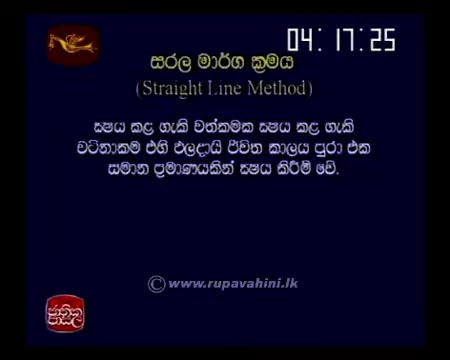 04:17:25
සරල මාර්ග ක්‍රමය
(Straight Line Method)
ක්ෂය කළ හැකි වත්කමක ක්ෂය කළ හැකි
වටිනාකම එහි ඵලදායි ජීවිත කාලය පුරා එක
සමාන ප්‍රමාණයකින් ක්ෂය කිරීම වේ.
© www.rupavahini.lk
ජාතික
පාසල